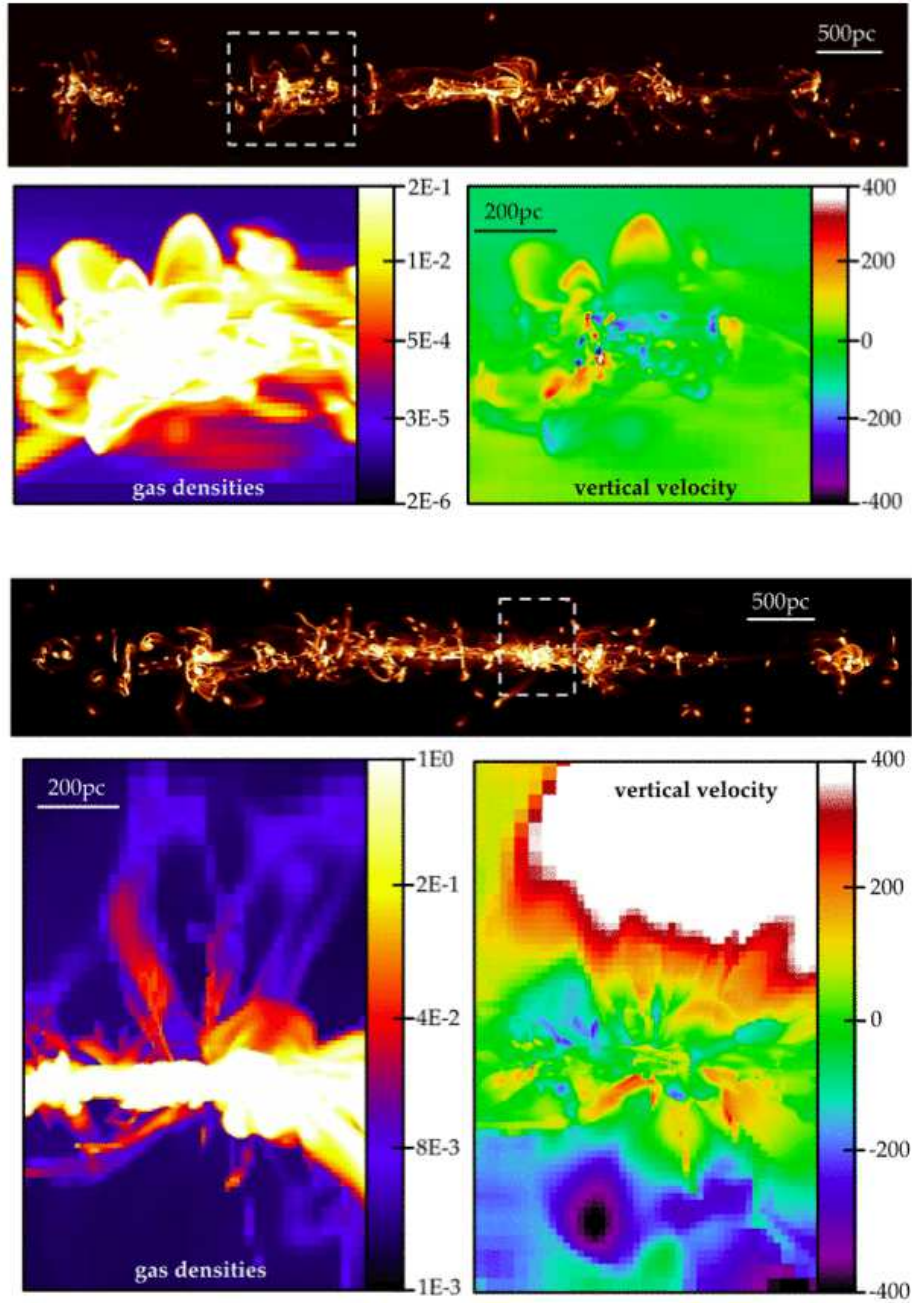 500pc
2E-1
1E-2
5E-4
3E-5
2E-6
gas densities
200pc
400
200
0
-200
-400
vertical velocity
500pc
200pc
1E0
2E-1
4E-2
8E-3
1E-3
gas densities
vertical velocity
400
200
0
-200
-400